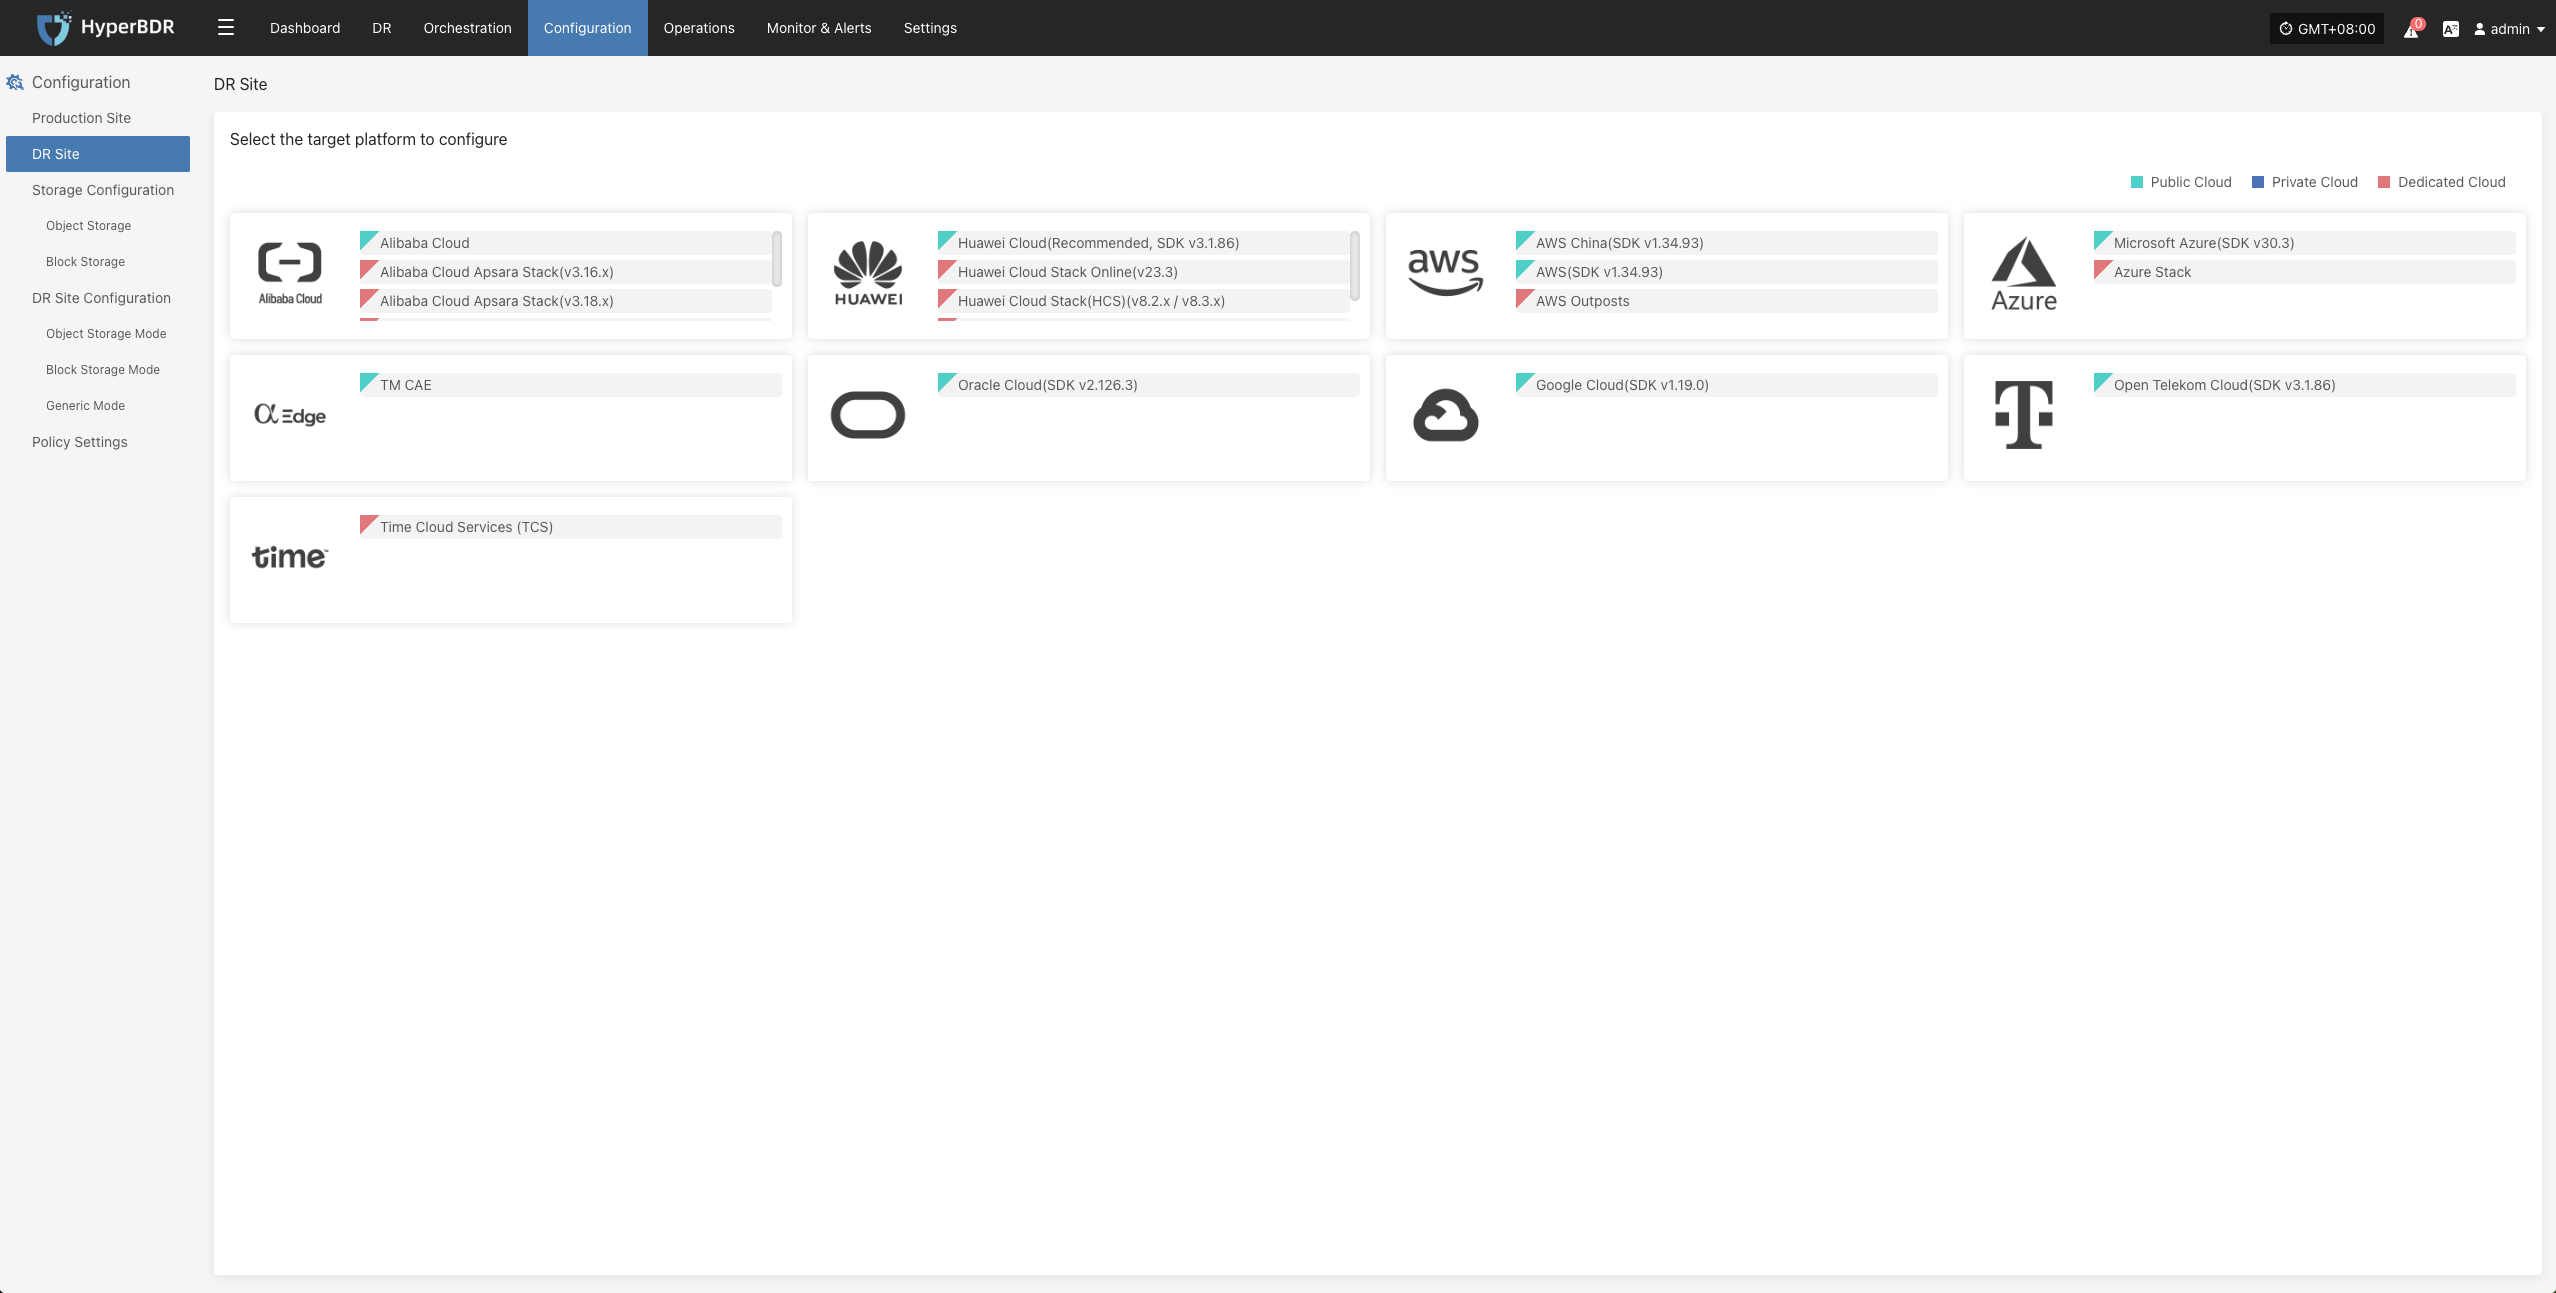 HyperBDR
Dashboard
DR
Orchestration
Configuration
Operations
Monitor & Alerts
Settings
GMT+08:00
0
admin
Configuration
Production Site
DR Site
Storage Configuration
Object Storage
Block Storage
DR Site Configuration
Object Storage Mode
Block Storage Mode
Generic Mode
Policy Settings
DR Site
Select the target platform to configure
Public Cloud
Private Cloud
Dedicated Cloud
Alibaba Cloud
Alibaba Cloud
Alibaba Cloud Apsara Stack(v3.16.x)
Alibaba Cloud Apsara Stack(v3.18.x)
HUAWEI
Huawei Cloud(Recommended, SDK v3.1.86)
Huawei Cloud Stack Online(v23.3)
Huawei Cloud Stack(HCS)(v8.2.x / v8.3.x)
aws
AWS China(SDK v1.34.93)
AWS(SDK v1.34.93)
AWS Outposts
Azure
Microsoft Azure(SDK v30.3)
Azure Stack
α Edge
TM CAE
Oracle Cloud(SDK v2.126.3)
Google Cloud(SDK v1.19.0)
T
Open Telekom Cloud(SDK v3.1.86)
time™
Time Cloud Services (TCS)